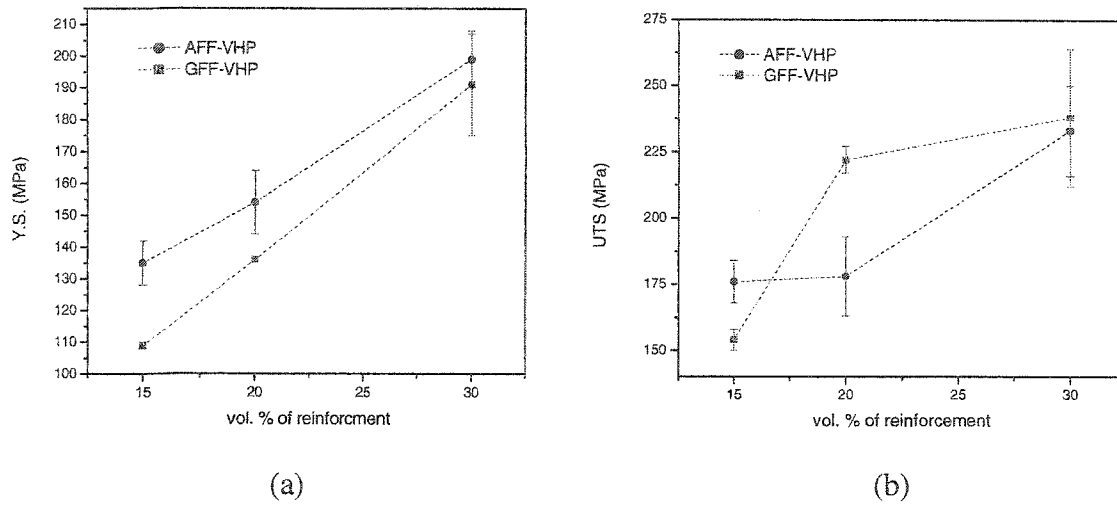 AFF-VHP
GFF-VHP
210
200
190
180
170
160
150
140
130
120
110
100
Y.S. (MPa)
15
20
25
30
vol. % of reinforcment
(a)
AFF-VHP
GFF-VHP
275
250
225
200
175
150
UTS (MPa)
15
20
25
30
vol. % of reinforcement
(b)